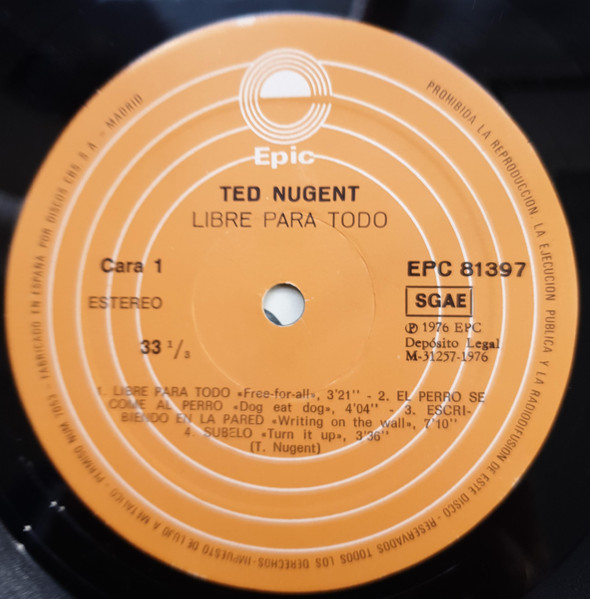 Epic
TED NUGENT
LIBRE PARA TODO
Cara 1
EPC 81397
ESTEREO
SGAE
33 1/3
℗ 1976 EPC
Depósito Legal
M-31257-1976
1. LIBRE PARA TODO «Free-for-all», 3'21" - 2. EL PERRO SE
COME AL PERRO «Dog eat dog», 4'04" - 3. ESCRI-
BIENDO EN LA PARED «Writing on the wall», 7'10"
4. SUBELO «Turn it up», 3'36"
(T. Nugent)
FABRICADO EN ESPAÑA POR DISCOS CBS S.A. - MADRID
PROHIBIDA LA REPRODUCCION LA EJECUCION PUBLICA Y LA RADIODIFUSION DE ESTE DISCO - RESERVADOS TODOS LOS DERECHOS - IMPUESTO DE LUJO A METALICO, PERMISO NUM.